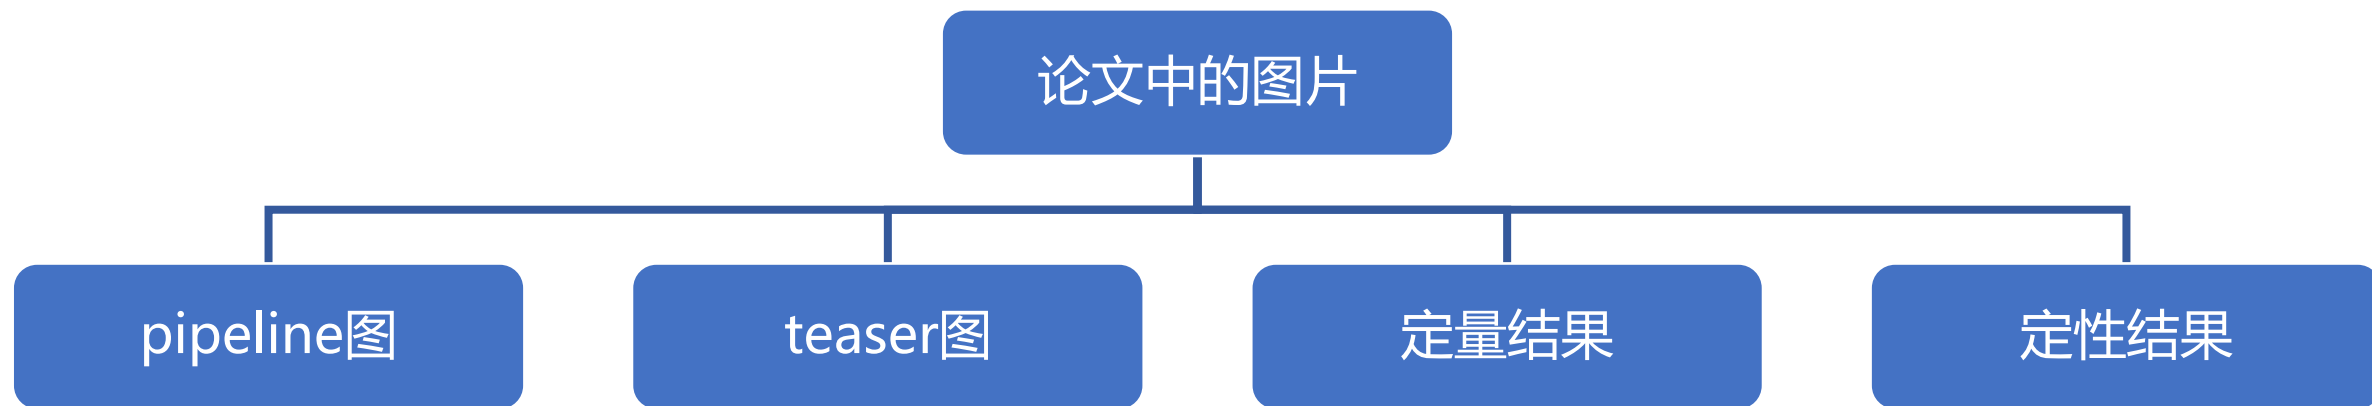 论文中的图片
pipeline图
teaser图
定量结果
定性结果